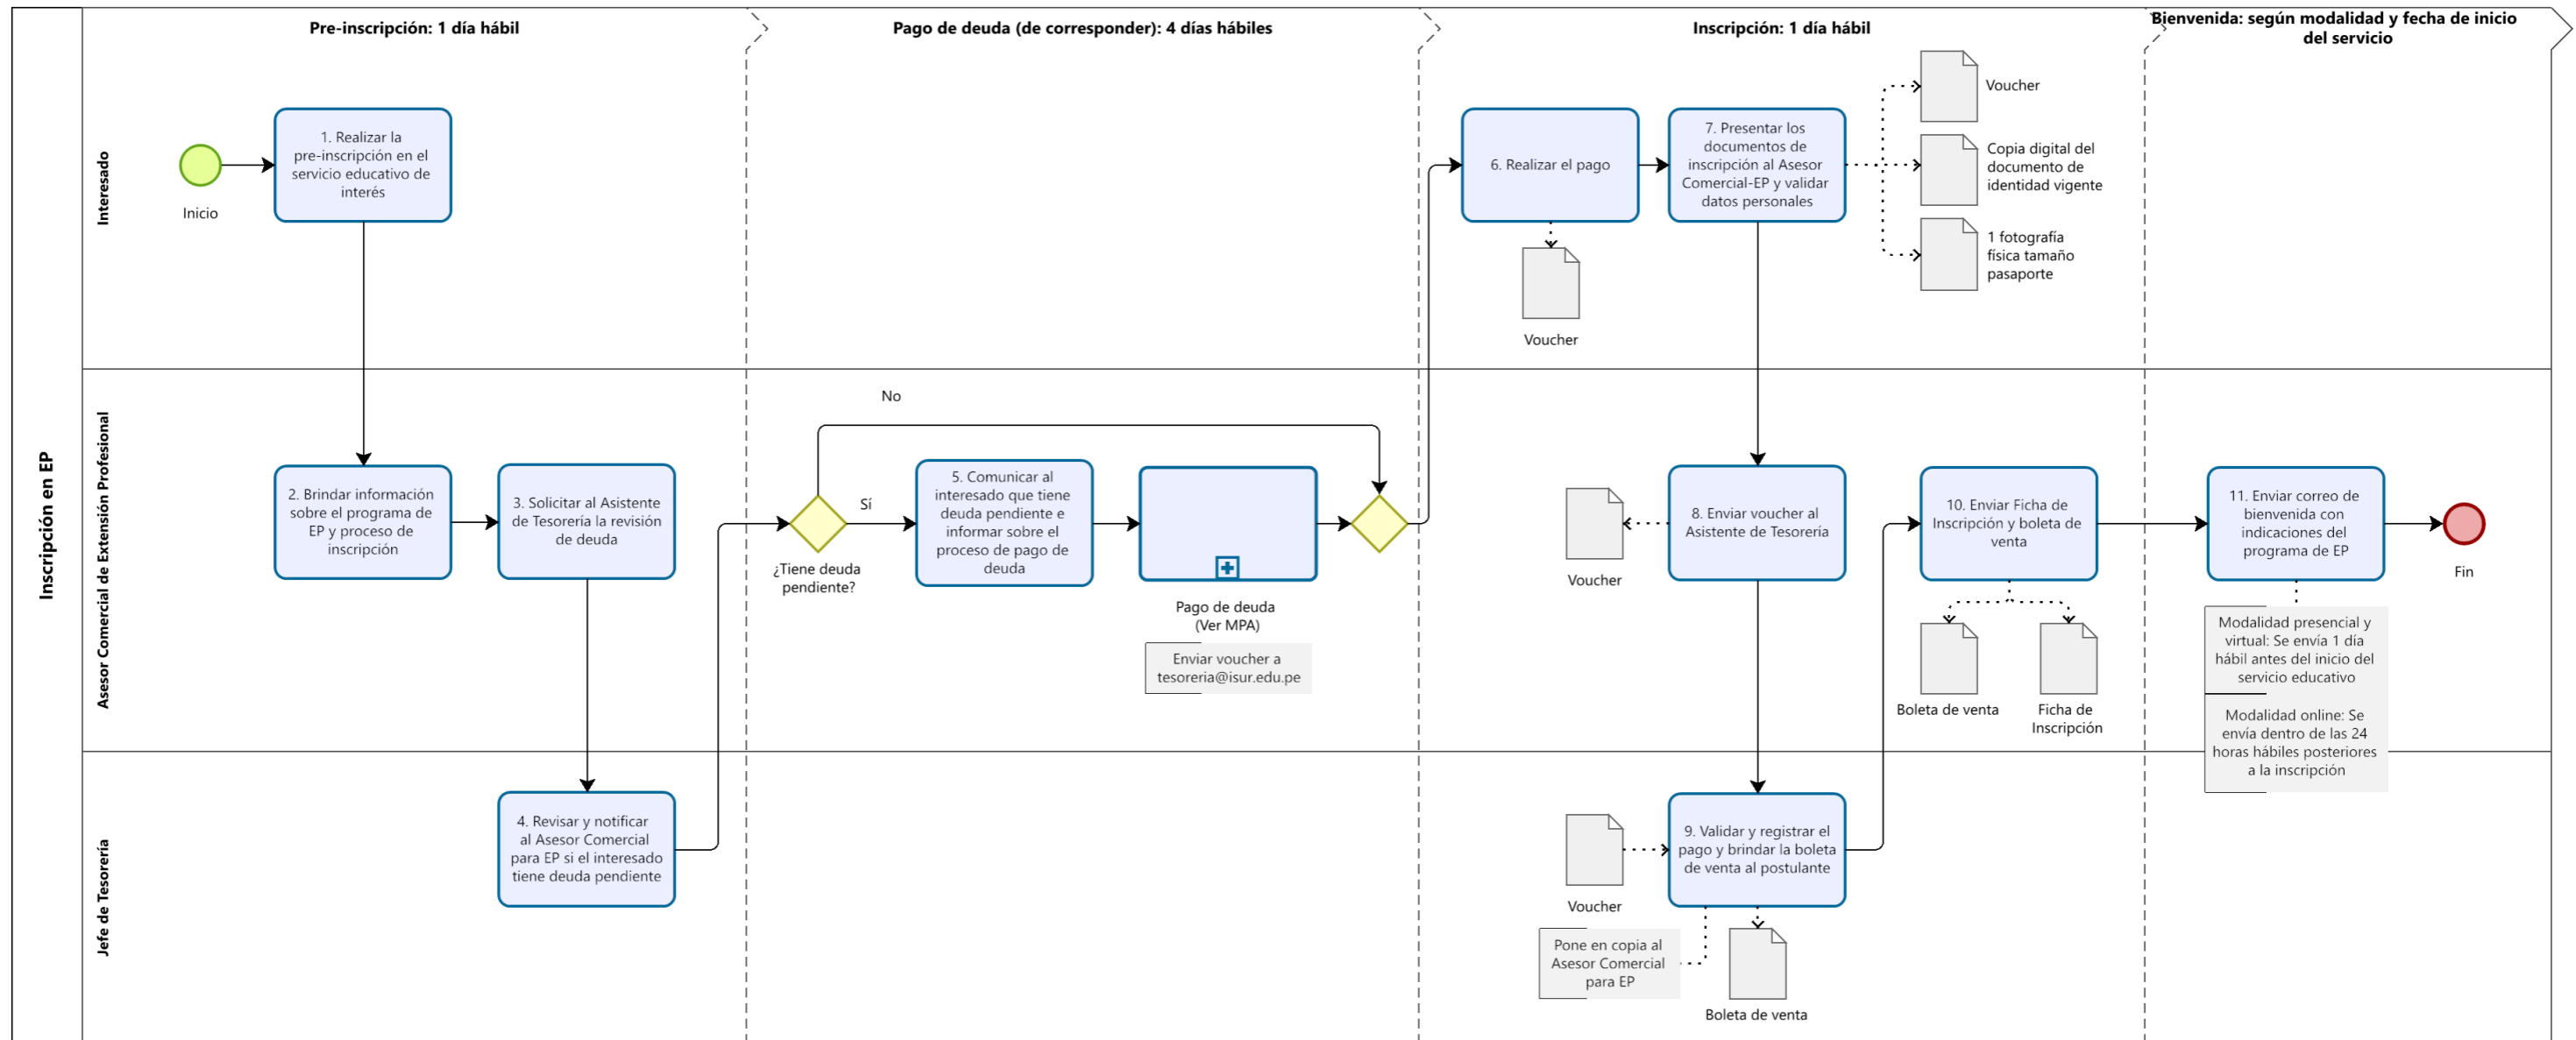 Inscripción en EP
Pre-inscripción: 1 día hábil
Pago de deuda (de corresponder): 4 días hábiles
Inscripción: 1 día hábil
Bienvenida: según modalidad y fecha de inicio
del servicio
Interesado
Inicio
1. Realizar la
pre-inscripción en el
servicio educativo de
interés
6. Realizar el pago
Voucher
7. Presentar los
documentos de
inscripción al Asesor
Comercial-EP y validar
datos personales
Voucher
Copia digital del
documento de
identidad vigente
1 fotografía
física tamaño
pasaporte
Asesor Comercial de Extensión Profesional
2. Brindar información
sobre el programa de
EP y proceso de
inscripción
3. Solicitar al Asistente
de Tesorería la revisión
de deuda
¿Tiene deuda
pendiente?
No
Sí
5. Comunicar al
interesado que tiene
deuda pendiente e
informar sobre el
proceso de pago de
deuda
Pago de deuda
(Ver MPA)
Enviar voucher a
tesoreria@isur.edu.pe
Voucher
8. Enviar voucher al
Asistente de Tesorería
10. Enviar Ficha de
Inscripción y boleta de
venta
Boleta de venta
Ficha de
Inscripción
11. Enviar correo de
bienvenida con
indicaciones del
programa de EP
Fin
Modalidad presencial y
virtual: Se envía 1 día
hábil antes del inicio del
servicio educativo
Modalidad online: Se
envía dentro de las 24
horas hábiles posteriores
a la inscripción
Jefe de Tesorería
4. Revisar y notificar
al Asesor Comercial
para EP si el interesado
tiene deuda pendiente
Voucher
9. Validar y registrar el
pago y brindar la boleta
de venta al postulante
Pone en copia al
Asesor Comercial
para EP
Boleta de venta